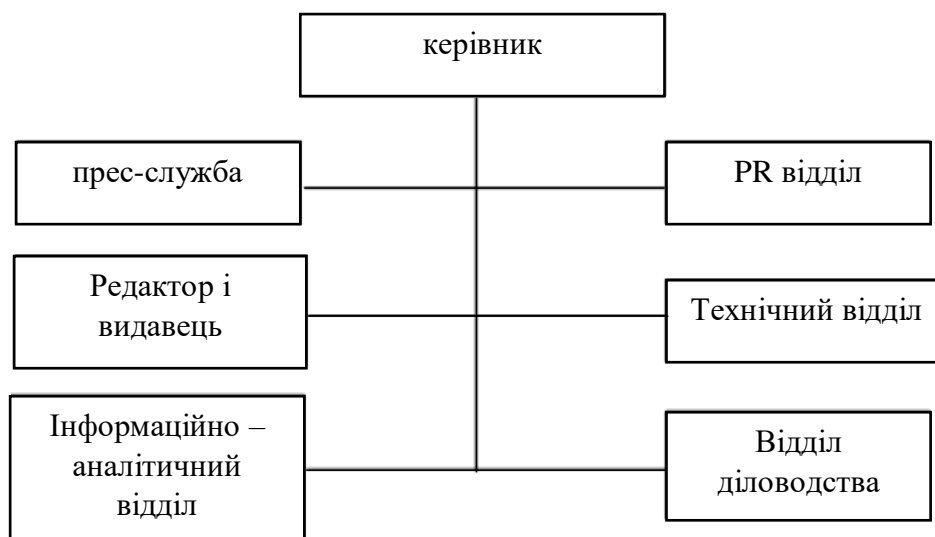 керівник
прес-служба
PR відділ
Редактор і
видавець
Технічний відділ
Інформаційно –
аналітичний
відділ
Відділ
діловодства